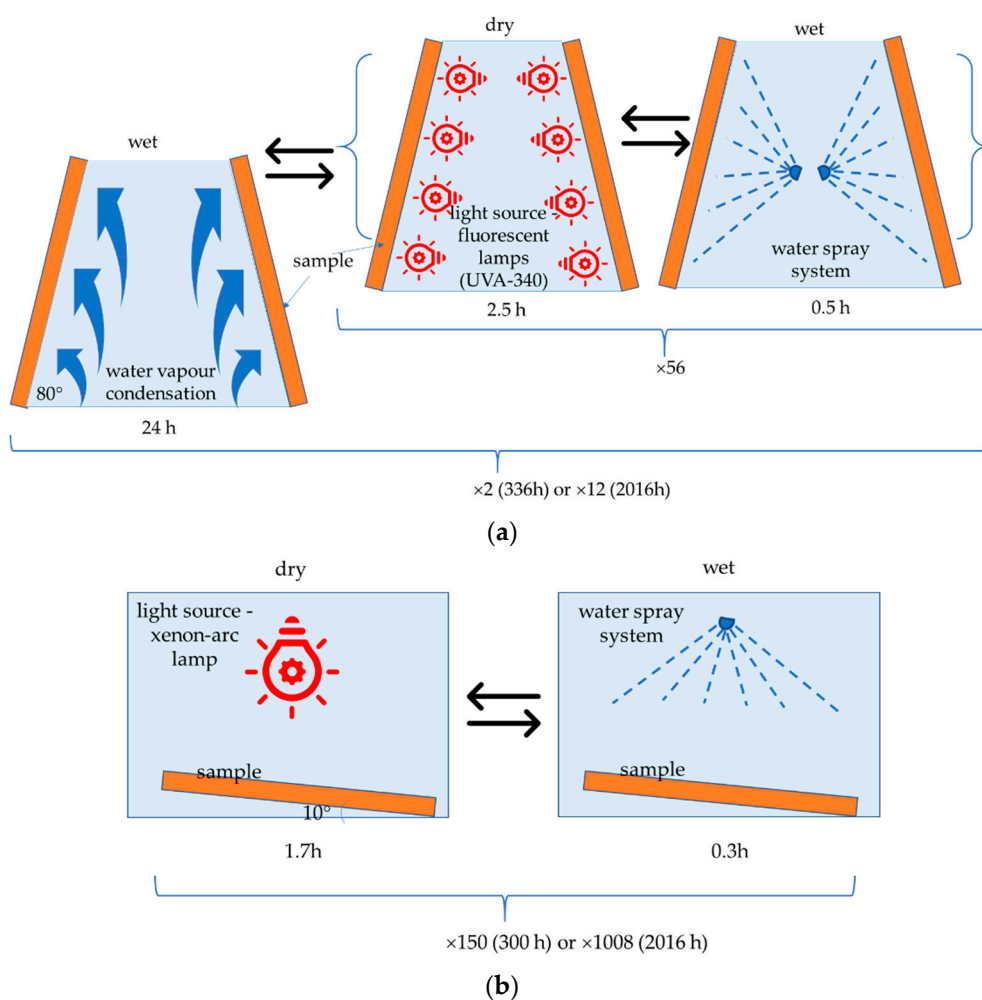 dry
wet
wet
light source -
fluorescent
lamps
(UVA-340)
water spray
system
sample
water vapour
condensation
80°
2.5 h
0.5 h
24 h
×56
×2 (336h) or ×12 (2016h)
(a)
dry
wet
light source -
xenon-arc
lamp
water spray
system
sample
sample
10°
1.7h
0.3h
×150 (300 h) or ×1008 (2016 h)
(b)